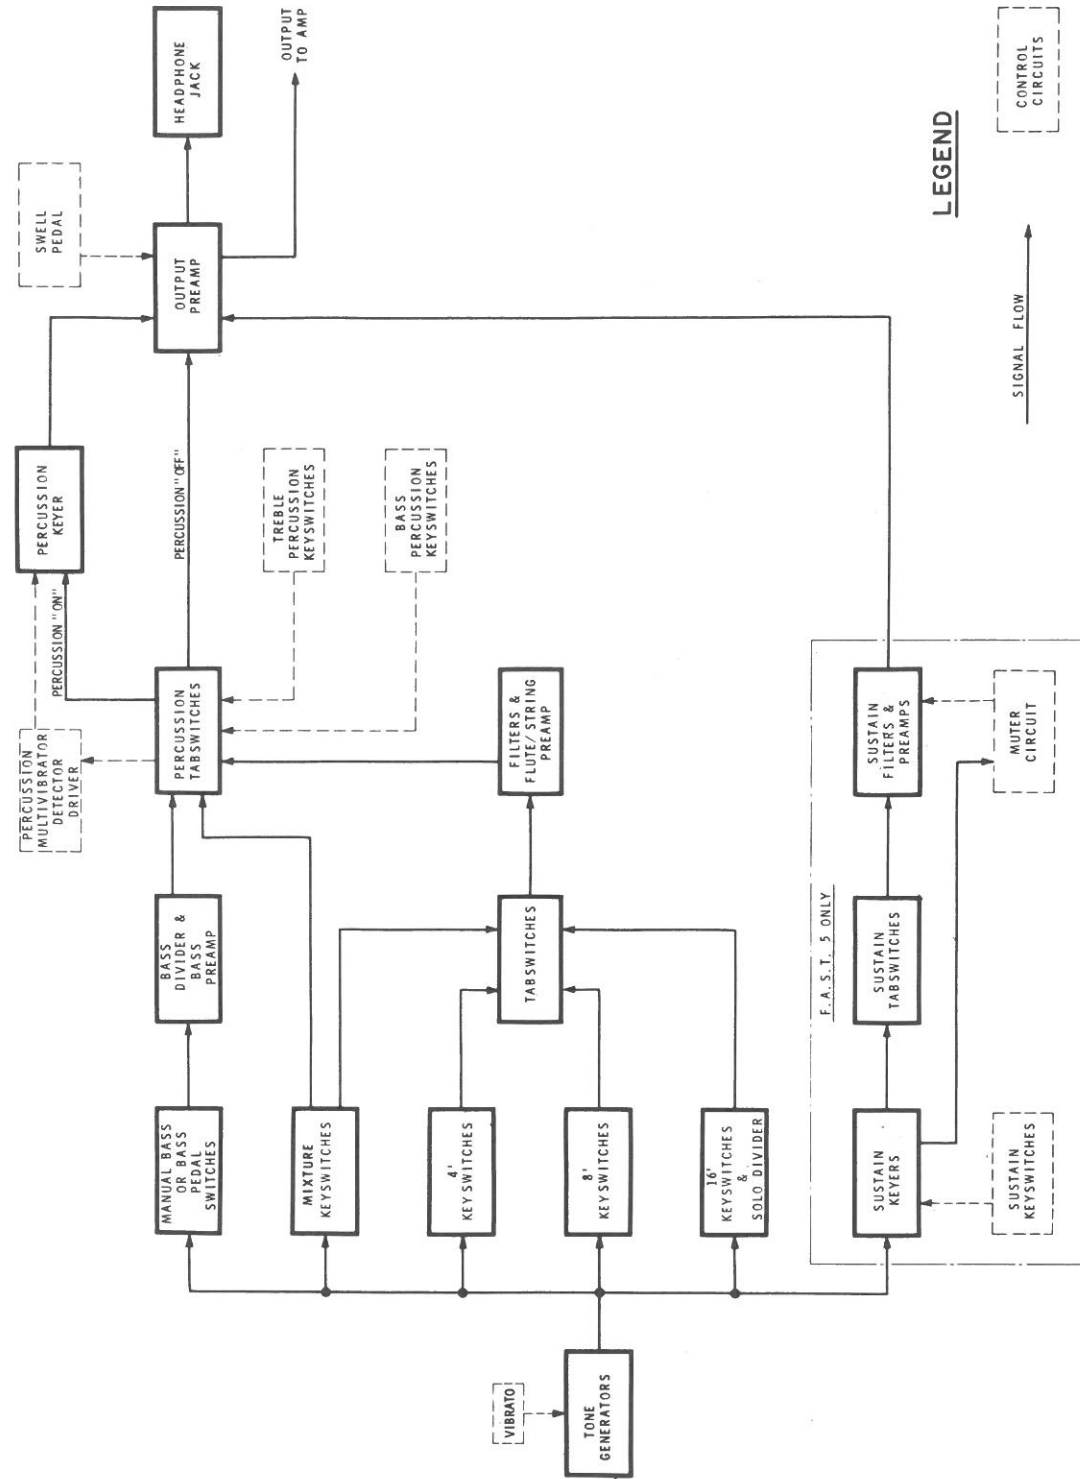 VIBRATO
TONE
GENERATORS
MANUAL BASS
OR BASS
PEDAL
SWITCHES
MIXTURE
KEYSWITCHES
4'
KEYSWITCHES
8'
KEYSWITCHES
16'
KEYSWITCHES
&
SOLO DIVIDER
SUSTAIN
KEYERS
SUSTAIN
KEYSWITCHES
BASS
DIVIDER &
BASS
PREAMP
TABSWITCHES
F.A.S.T. 5 ONLY
SUSTAIN
TABSWITCHES
PERCUSSION
MULTIVIBRATOR
DETECTOR
DRIVER
PERCUSSION
TABSWITCHES
FILTERS &
FLUTE/STRING
PREAMP
SUSTAIN
FILTERS &
PREAMPS
MUTER
CIRCUIT
PERCUSSION "ON"
PERCUSSION
KEYER
PERCUSSION "OFF"
TREBLE
PERCUSSION
KEYSWITCHES
BASS
PERCUSSION
KEYSWITCHES
SWELL
PEDAL
OUTPUT
PREAMP
HEADPHONE
JACK
OUTPUT
TO AMP
LEGEND
SIGNAL FLOW
CONTROL
CIRCUITS